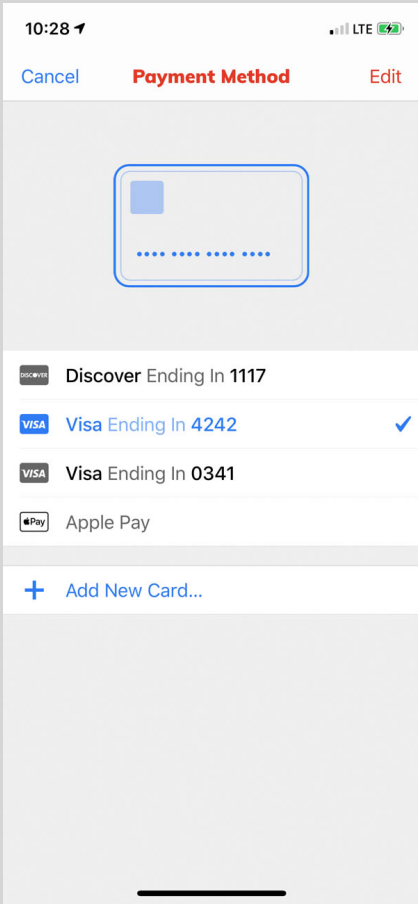 10:28 LTE
Cancel Payment Method Edit
DISCOVER Discover Ending In 1117
VISA Visa Ending In 4242
VISA Visa Ending In 0341
Pay Apple Pay
+ Add New Card...